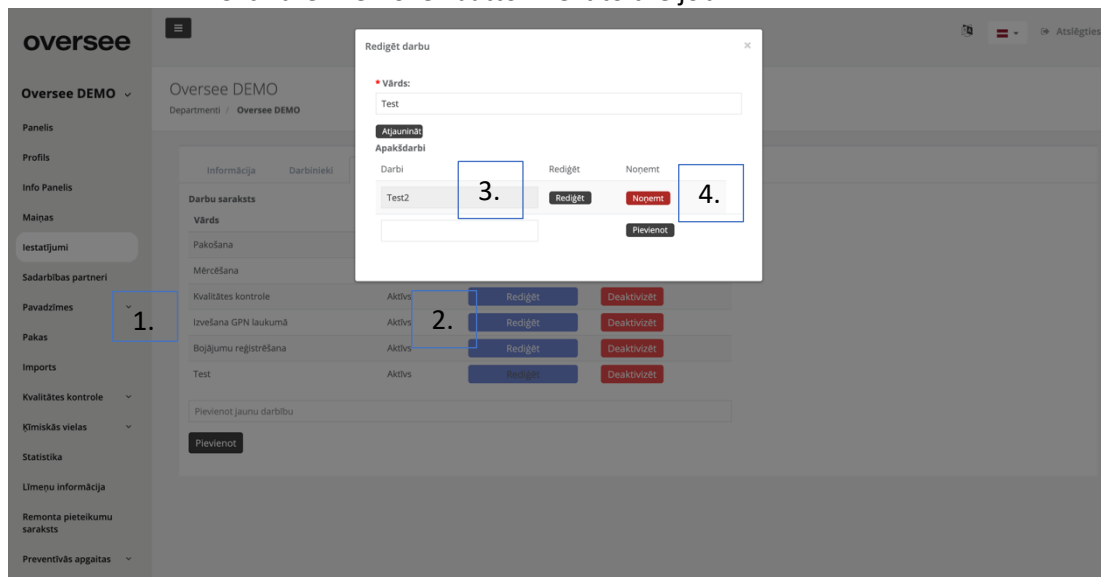 oversee
Atslēgties
Oversee DEMO
Oversee DEMO
Departmenti / Oversee DEMO
Panelis
Profils
Info Panelis
Maiņas
Iestatījumi
Sadarbības partneri
Pavadzīmes
Pakas
Imports
Kvalitātes kontrole
Ķīmiskās vielas
Statistika
Līmeņu informācija
Remonta pieteikumu
saraksts
Preventīvās apgaitas
Informācija Darbinieki
Darbu saraksts
Vārds
Pakošana
Mērcēšana
Kvalitātes kontrole Aktīvs Rediģēt Deaktivizēt
Izvešana GPN laukumā Aktīvs Rediģēt Deaktivizēt
Bojājumu reģistrēšana Aktīvs Rediģēt Deaktivizēt
Test Aktīvs Rediģēt Deaktivizēt
Pievienot jaunu darbību
Pievienot
Rediģēt darbu ×
* Vārds:
Test
Atjaunināt
Apakšdarbi
Darbi Rediģēt Noņemt
Test2 Rediģēt Noņemt
Pievienot
1.
2.
3.
4.